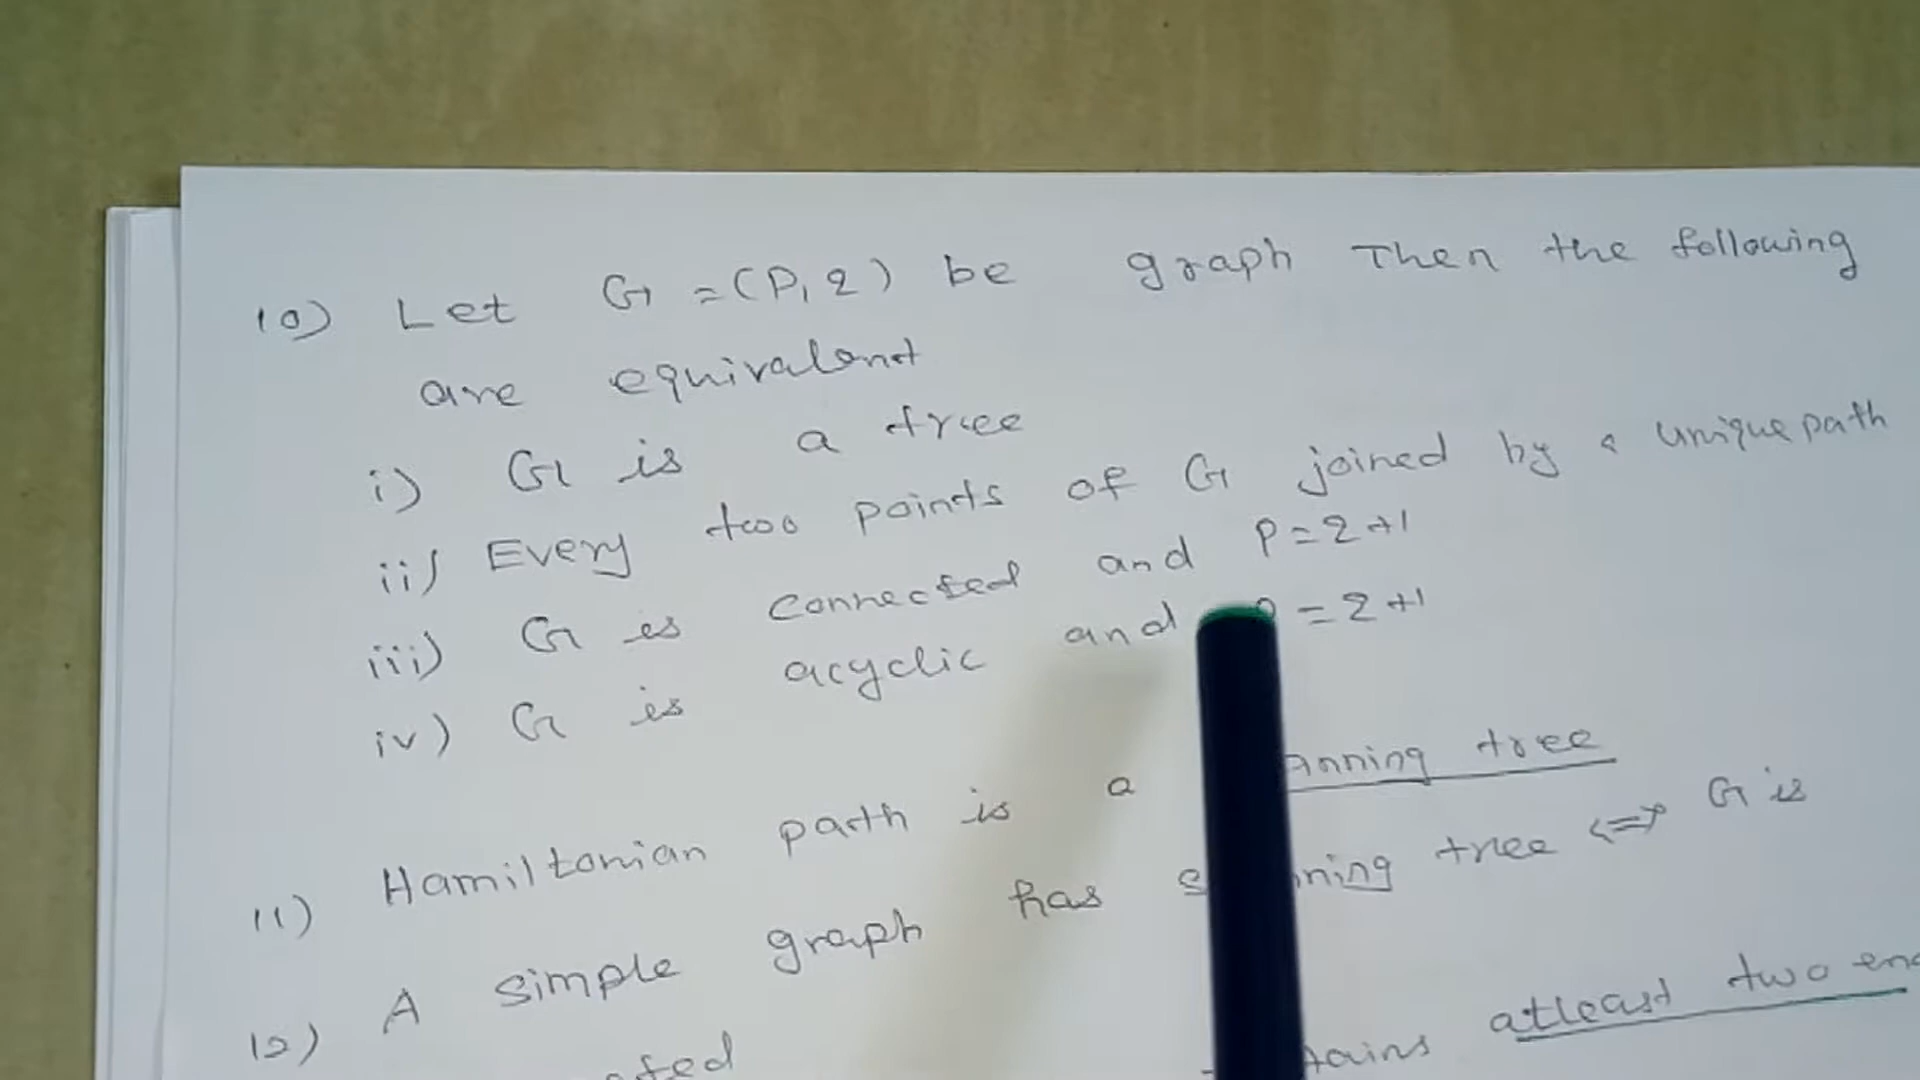 10) Let G = (P, q) be graph Then the following
are equivalent
i) G is a tree
ii) Every two points of G joined by a unique path
iii) G is connected and P = q +1
iv) G is acyclic and = q +1
11) Hamiltonian path is a anning tree
12) A simple graph has s nning tree <=> G is
atleast two